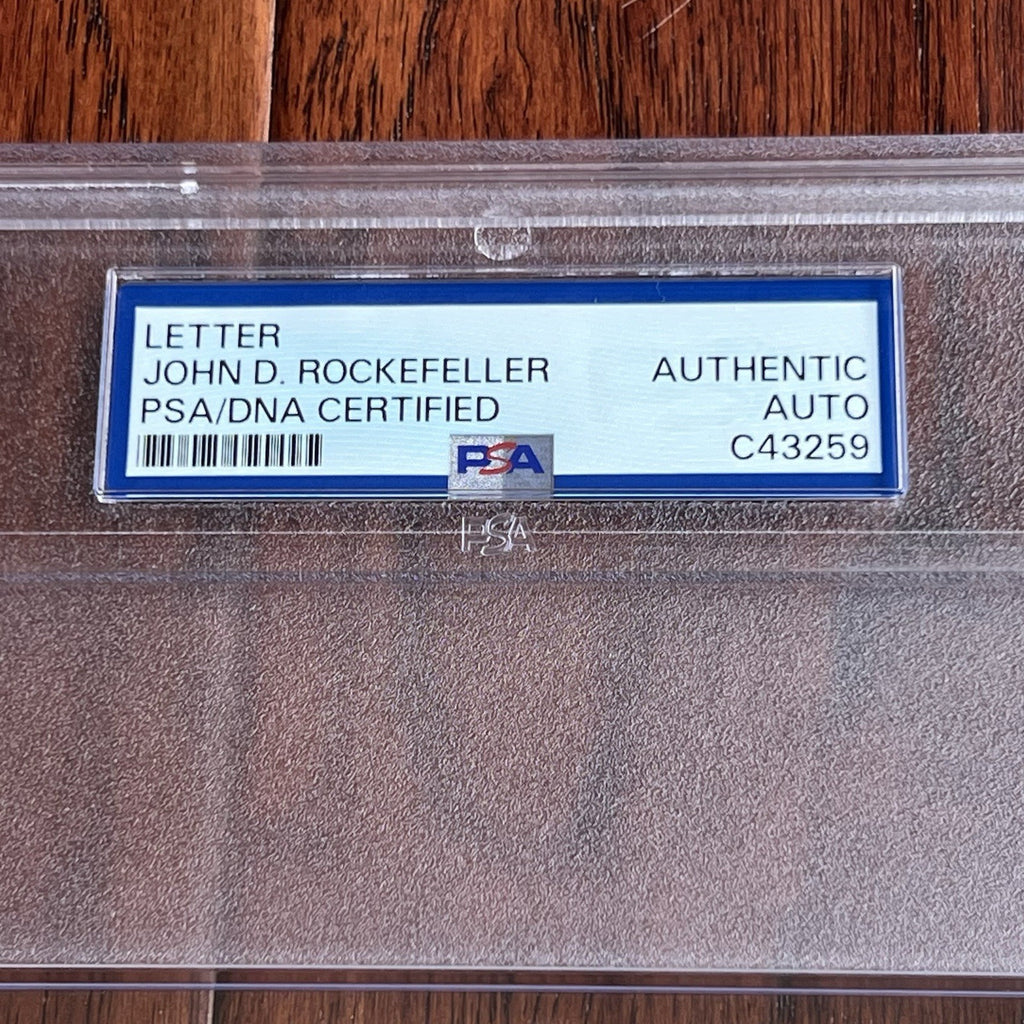 LETTER
JOHN D. ROCKEFELLER
PSA/DNA CERTIFIED
AUTHENTIC
AUTO
C43259
PSA
PSA